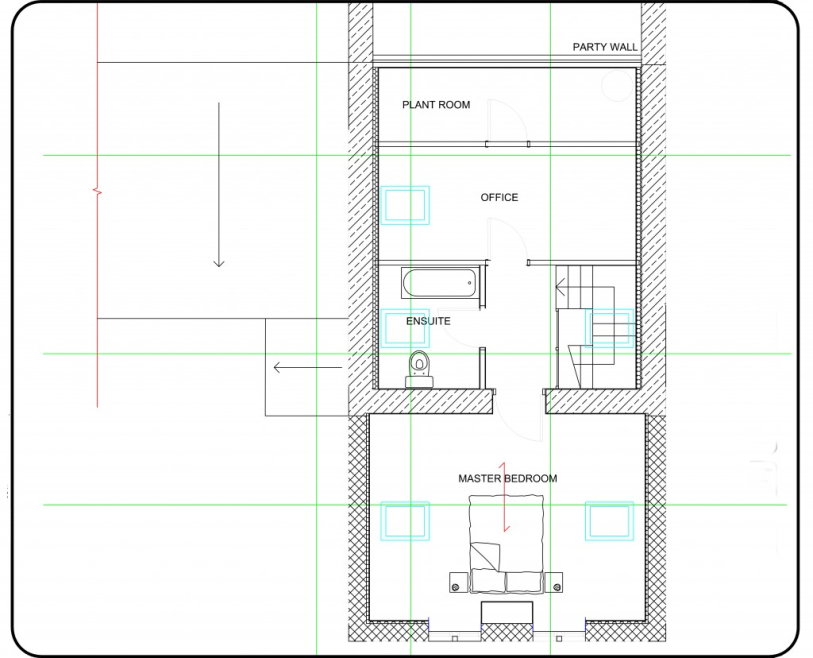 PARTY WALL
PLANT ROOM
OFFICE
ENSUITE
MASTER BEDROOM